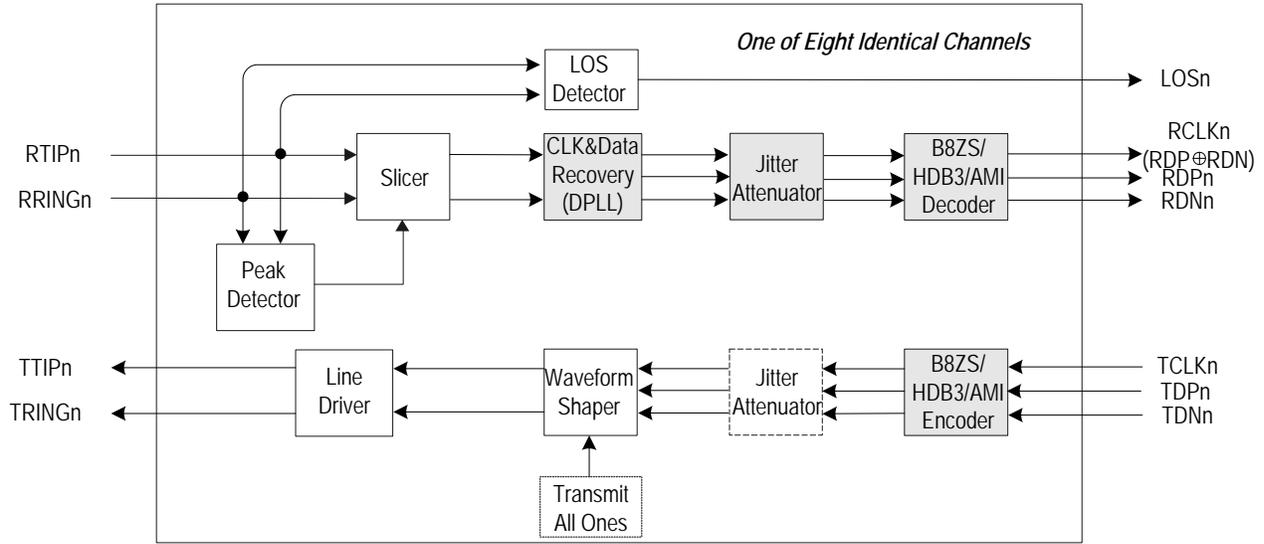 One of Eight Identical Channels
LOS
Detector
LOSn
RTIPn
RRINGn
Slicer
CLK&Data
Recovery
(DPLL)
Jitter
Attenuator
B8ZS/
HDB3/AMI
Decoder
RCLKn
(RDP⊕RDN)
RDPn
RDNn
Peak
Detector
TTIPn
TRINGn
Line
Driver
Waveform
Shaper
Jitter
Attenuator
B8ZS/
HDB3/AMI
Encoder
TCLKn
TDPn
TDNn
Transmit
All Ones